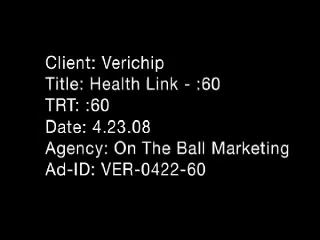 Client: Verichip
Title: Health Link - :60
TRT: :60
Date: 4.23.08
Agency: On The Ball Marketing
Ad-ID: VER-0422-60